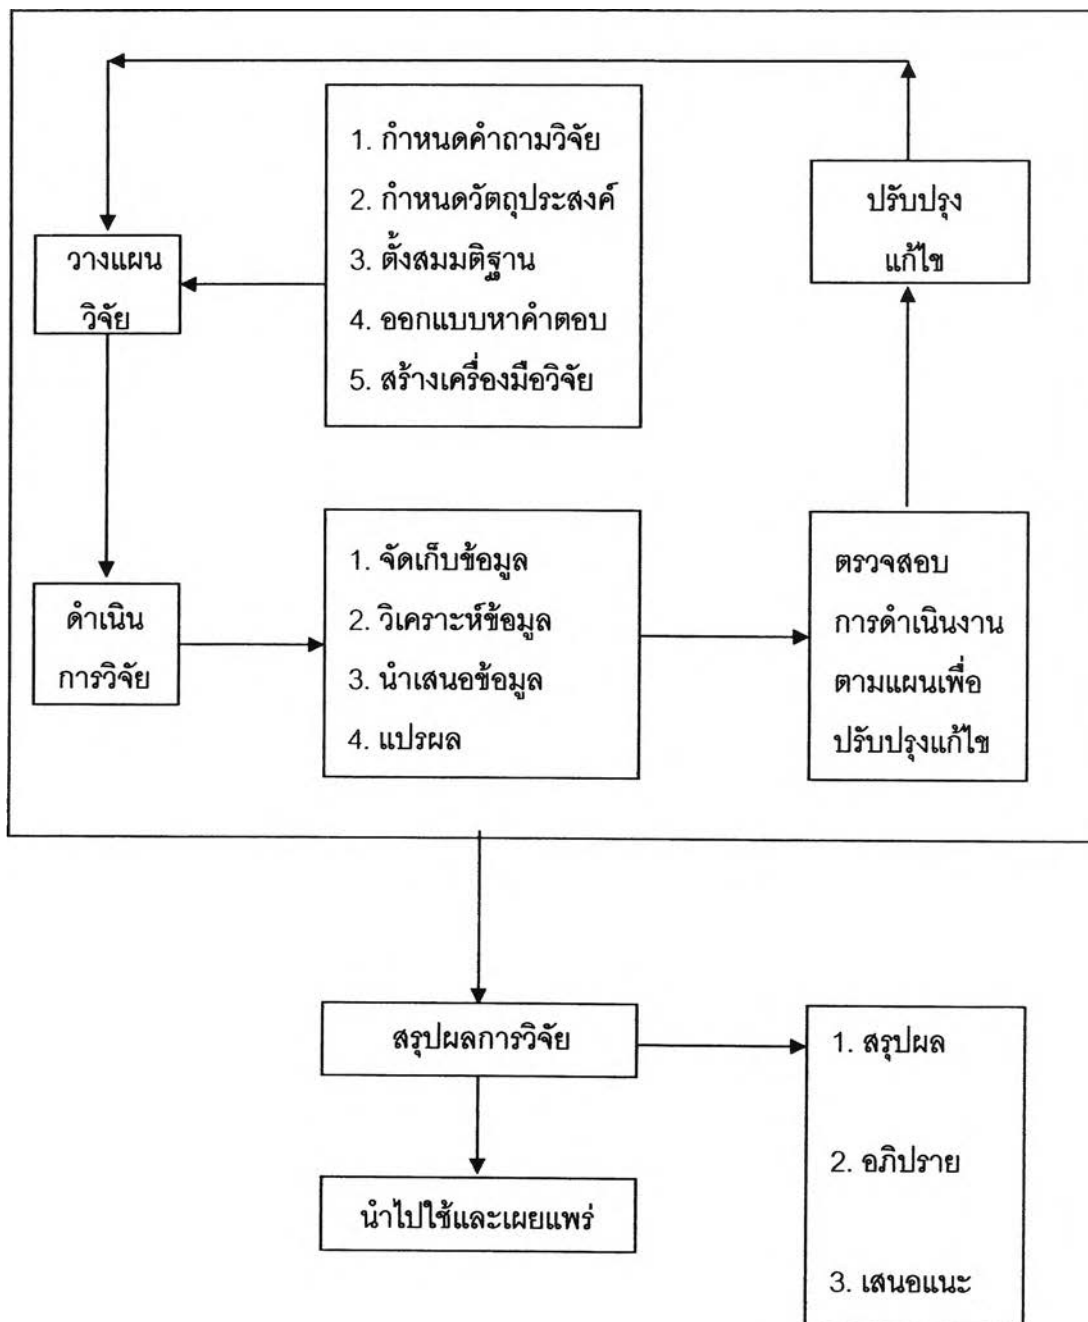 1. กำหนดคำถามวิจัย
2. กำหนดวัตถุประสงค์
3. ตั้งสมมติฐาน
4. ออกแบบหาคำตอบ
5. สร้างเครื่องมือวิจัย
ปรับปรุง
แก้ไข
วางแผน
วิจัย
ดำเนิน
การวิจัย
1. จัดเก็บข้อมูล
2. วิเคราะห์ข้อมูล
3. นำเสนอข้อมูล
4. แปรผล
ตรวจสอบ
การดำเนินงาน
ตามแผนเพื่อ
ปรับปรุงแก้ไข
สรุปผลการวิจัย
1. สรุปผล
2. อภิปราย
3. เสนอแนะ
นำไปใช้และเผยแพร่